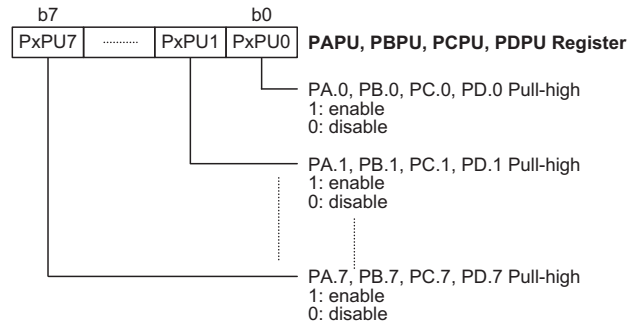 b7 b0
PxPU7 ............ PxPU1 PxPU0 PAPU, PBPU, PCPU, PDPU Register
PA.0, PB.0, PC.0, PD.0 Pull-high
1: enable
0: disable
PA.1, PB.1, PC.1, PD.1 Pull-high
1: enable
0: disable
PA.7, PB.7, PC.7, PD.7 Pull-high
1: enable
0: disable